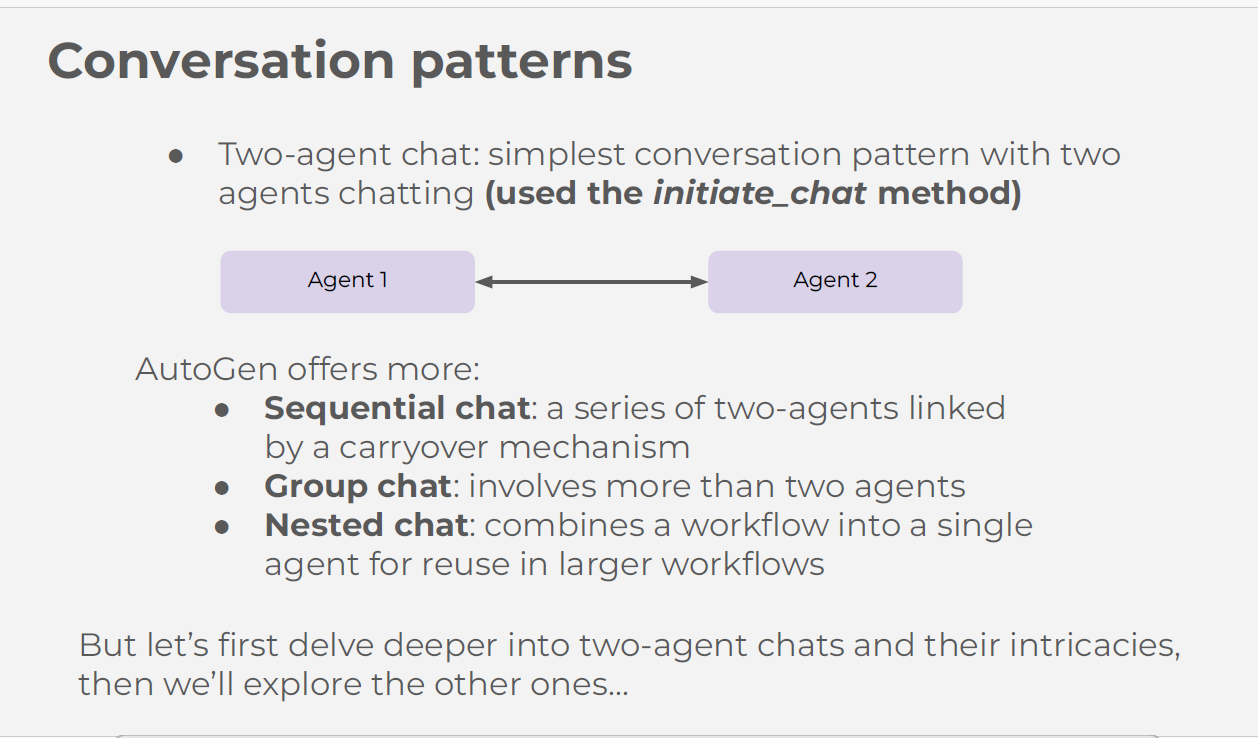 Conversation patterns
● Two-agent chat: simplest conversation pattern with two
agents chatting (used the initiate_chat method)
Agent 1
Agent 2
AutoGen offers more:
● Sequential chat: a series of two-agents linked
by a carryover mechanism
● Group chat: involves more than two agents
● Nested chat: combines a workflow into a single
agent for reuse in larger workflows
But let’s first delve deeper into two-agent chats and their intricacies,
then we’ll explore the other ones...